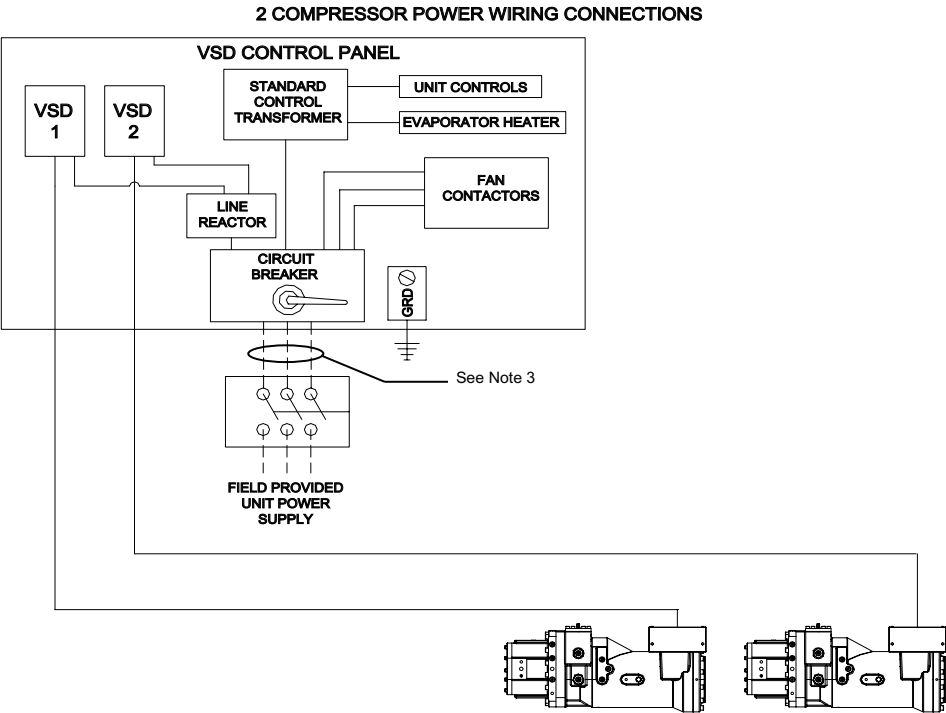 2 COMPRESSOR POWER WIRING CONNECTIONS
VSD CONTROL PANEL
VSD
1
VSD
2
STANDARD
CONTROL
TRANSFORMER
UNIT CONTROLS
EVAPORATOR HEATER
FAN
CONTACTORS
LINE
REACTOR
CIRCUIT
BREAKER
GRD
See Note 3
FIELD PROVIDED
UNIT POWER
SUPPLY